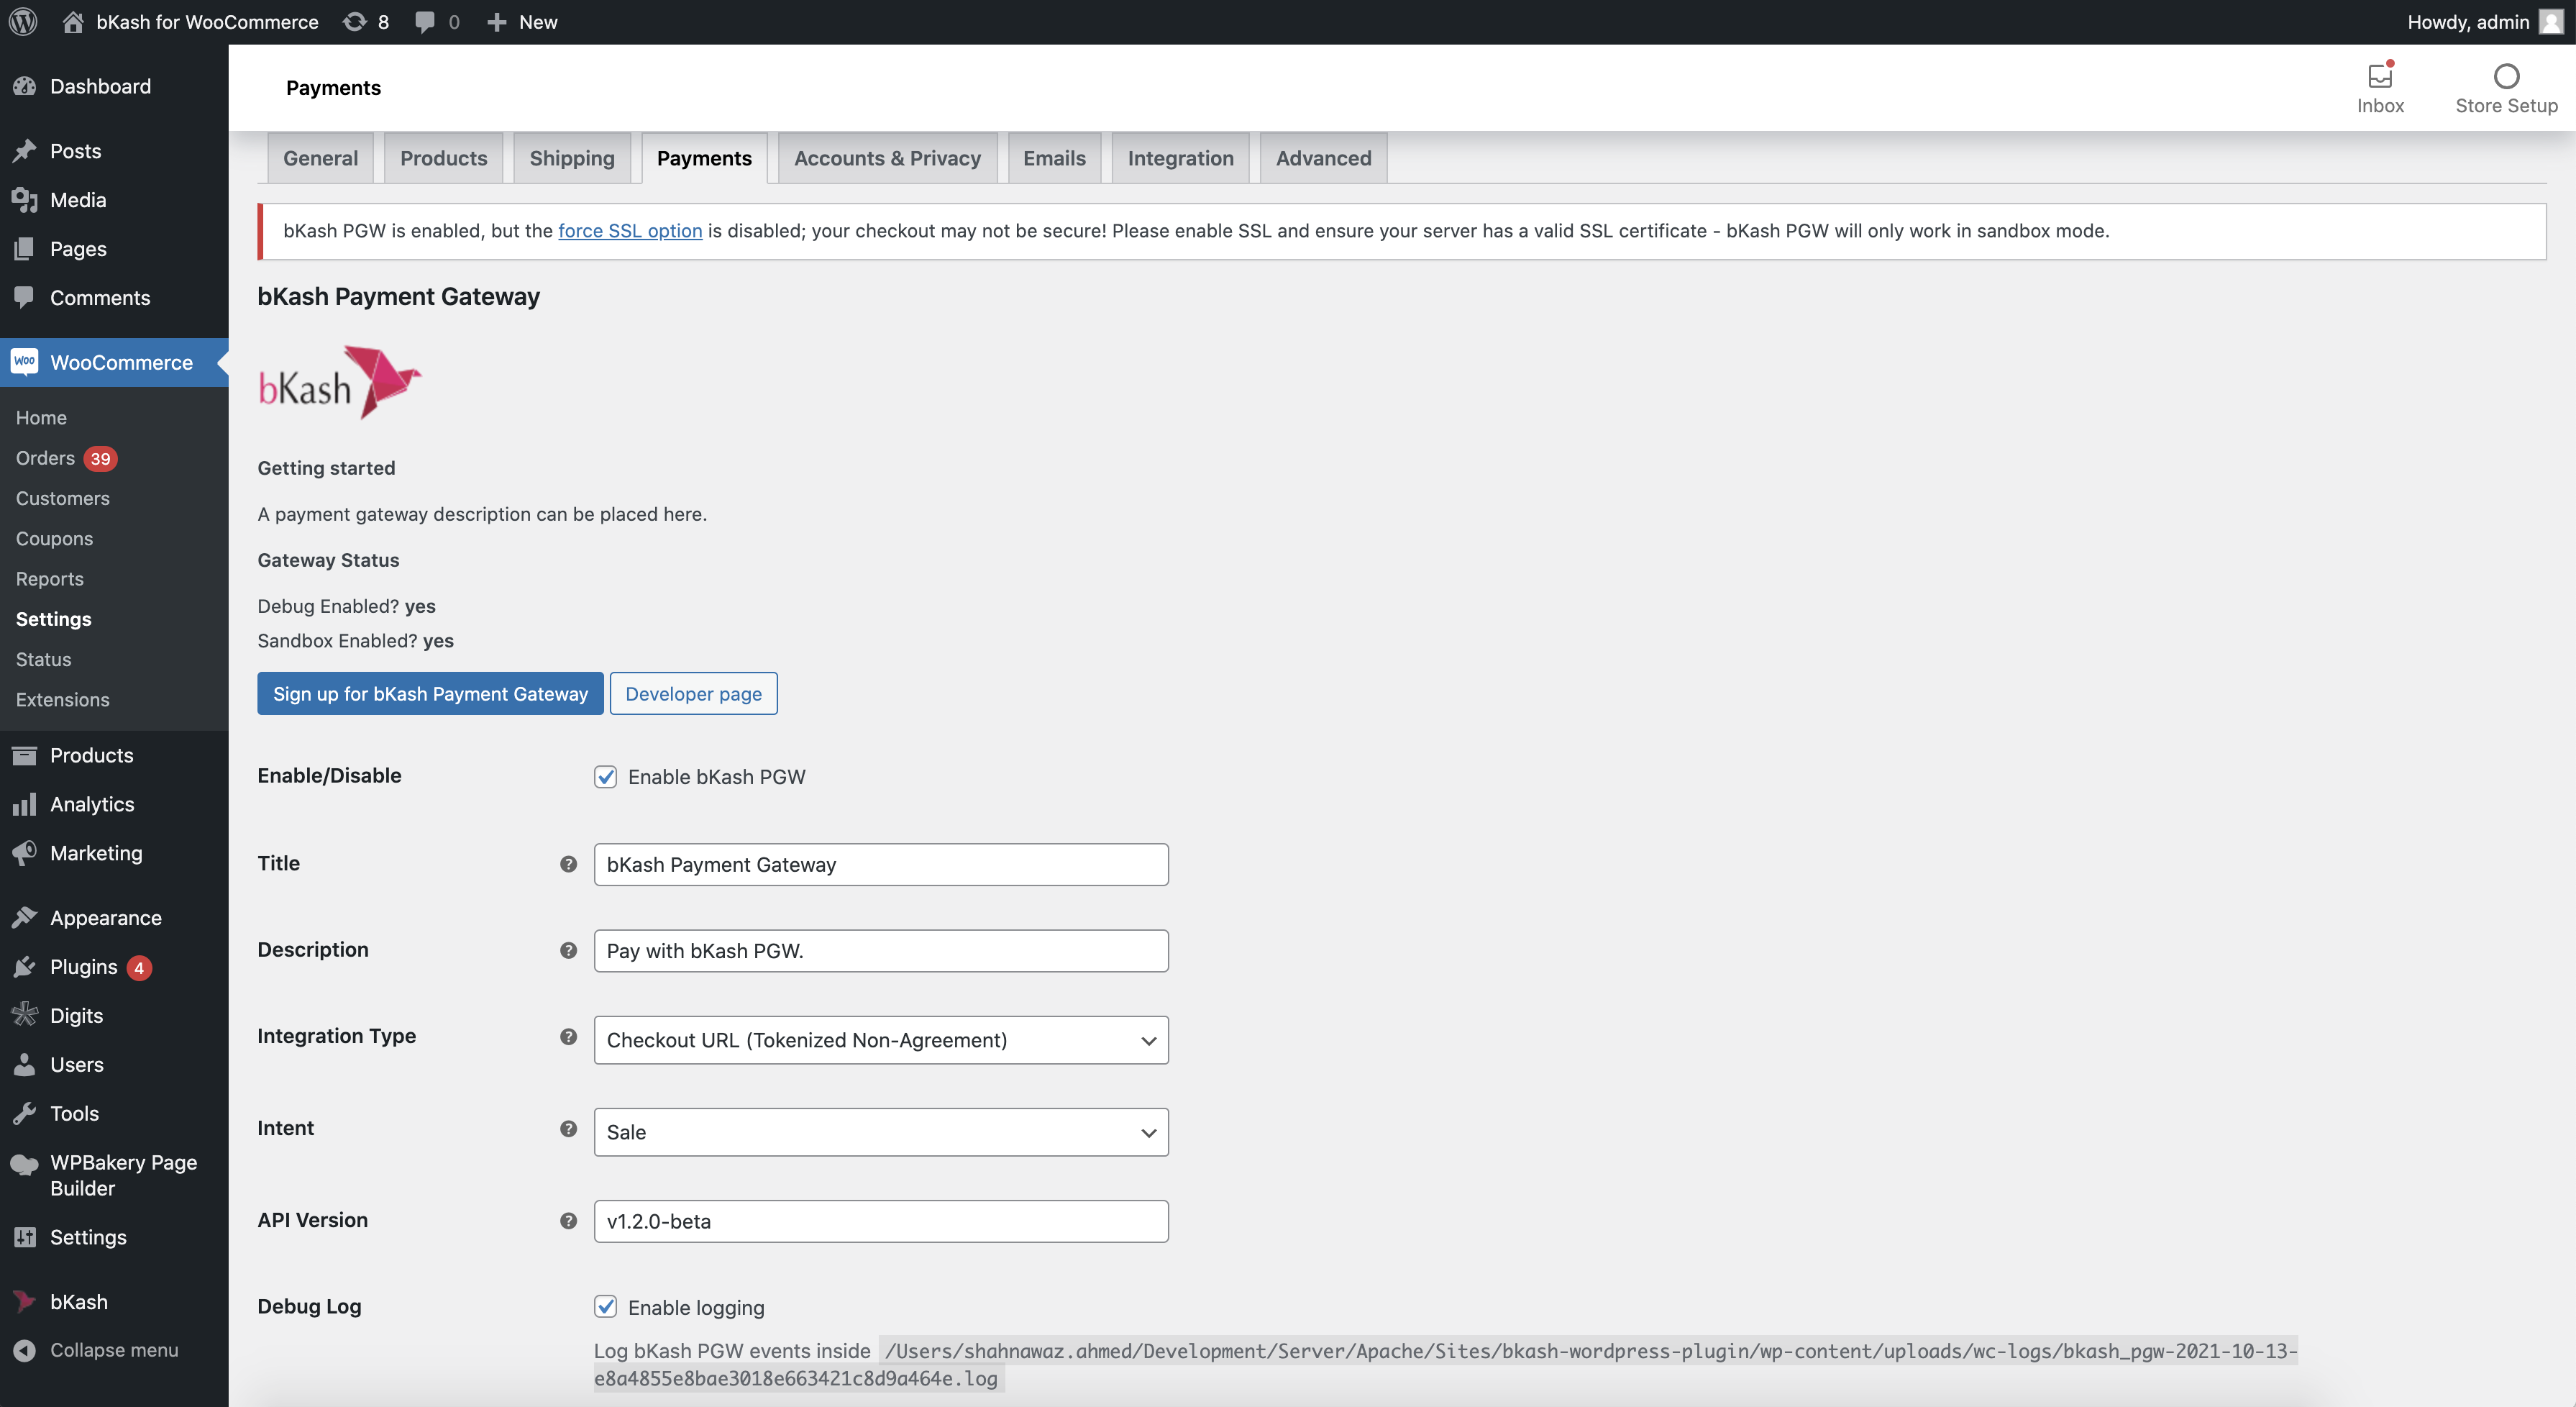 bKash for WooCommerce 8 0 New Howdy, admin
Dashboard
Posts
Media
Pages
Comments
Woo WooCommerce
Home
Orders 39
Customers
Coupons
Reports
Settings
Status
Extensions
Products
Analytics
Marketing
Appearance
Plugins 4
Digits
Users
Tools
WPBakery Page
Builder
Settings
bKash
Collapse menu
Payments
Inbox
Store Setup
General Products Shipping Payments Accounts & Privacy Emails Integration Advanced
bKash PGW is enabled, but the force SSL option is disabled; your checkout may not be secure! Please enable SSL and ensure your server has a valid SSL certificate - bKash PGW will only work in sandbox mode.
bKash Payment Gateway
bKash
Getting started
A payment gateway description can be placed here.
Gateway Status
Debug Enabled? yes
Sandbox Enabled? yes
Sign up for bKash Payment Gateway Developer page
Enable/Disable Enable bKash PGW
Title ? bKash Payment Gateway
Description ? Pay with bKash PGW.
Integration Type ? Checkout URL (Tokenized Non-Agreement)
Intent ? Sale
API Version ? v1.2.0-beta
Debug Log Enable logging
Log bKash PGW events inside /Users/shahnawaz.ahmed/Development/Server/Apache/Sites/bkash-wordpress-plugin/wp-content/uploads/wc-logs/bkash_pgw-2021-10-13-
e8a4855e8bae3018e663421c8d9a464e.log